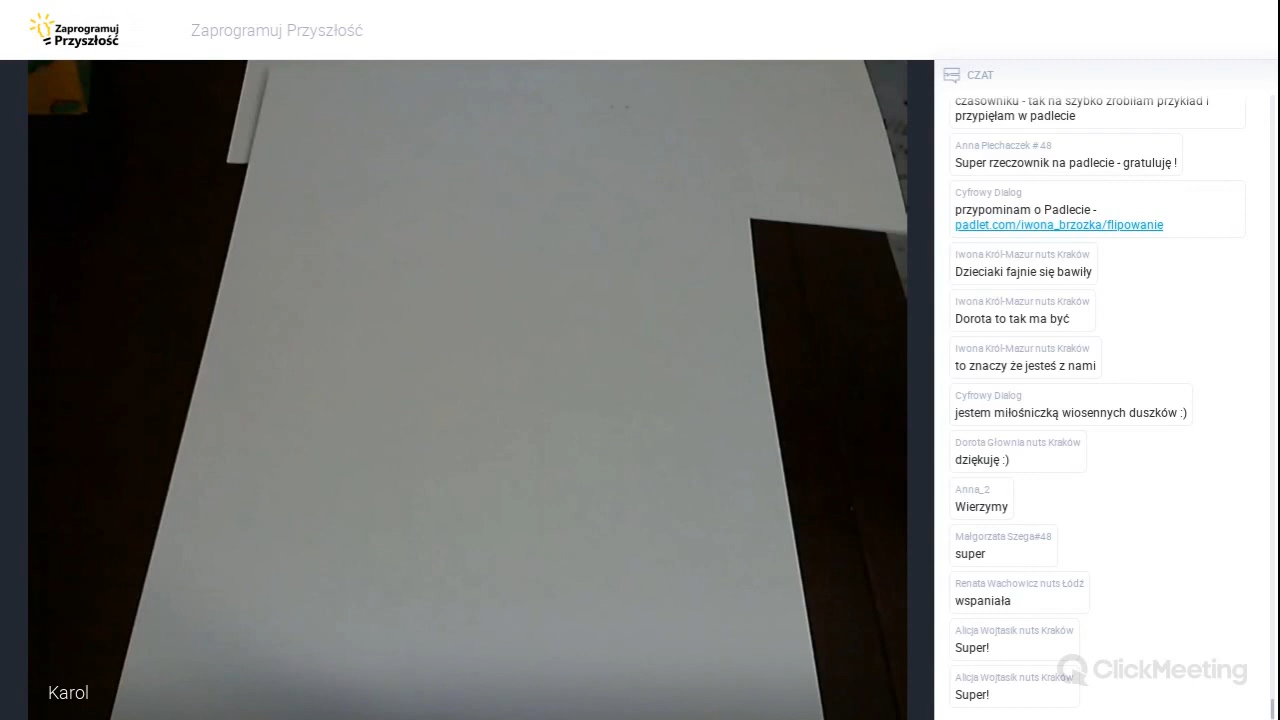 Zaprogramuj
Przyszłość
Zaprogramuj Przyszłość
CZAT
czasowniku - tak na szybko zrobiłam przykład i
przypięłam w padlecie
Anna Piechaczek # 48
Super rzeczownik na padlecie - gratuluję !
Cyfrowy Dialog
przypominam o Padlecie -
padlet.com/iwona_brzozka/flipowanie
Iwona Król-Mazur nuts Kraków
Dzieciaki fajnie się bawiły
Iwona Król-Mazur nuts Kraków
Dorota to tak ma być
Iwona Król-Mazur nuts Kraków
to znaczy że jesteś z nami
Cyfrowy Dialog
jestem miłośniczką wiosennych duszków :)
Dorota Głownia nuts Kraków
dziękuję :)
Anna_2
Wierzymy
Małgorzata Szega#48
super
Renata Wachowicz nuts Łódź
wspaniała
Alicja Wojtasik nuts Kraków
Super!
Alicja Wojtasik nuts Kraków
Super!
ClickMeeting
Karol